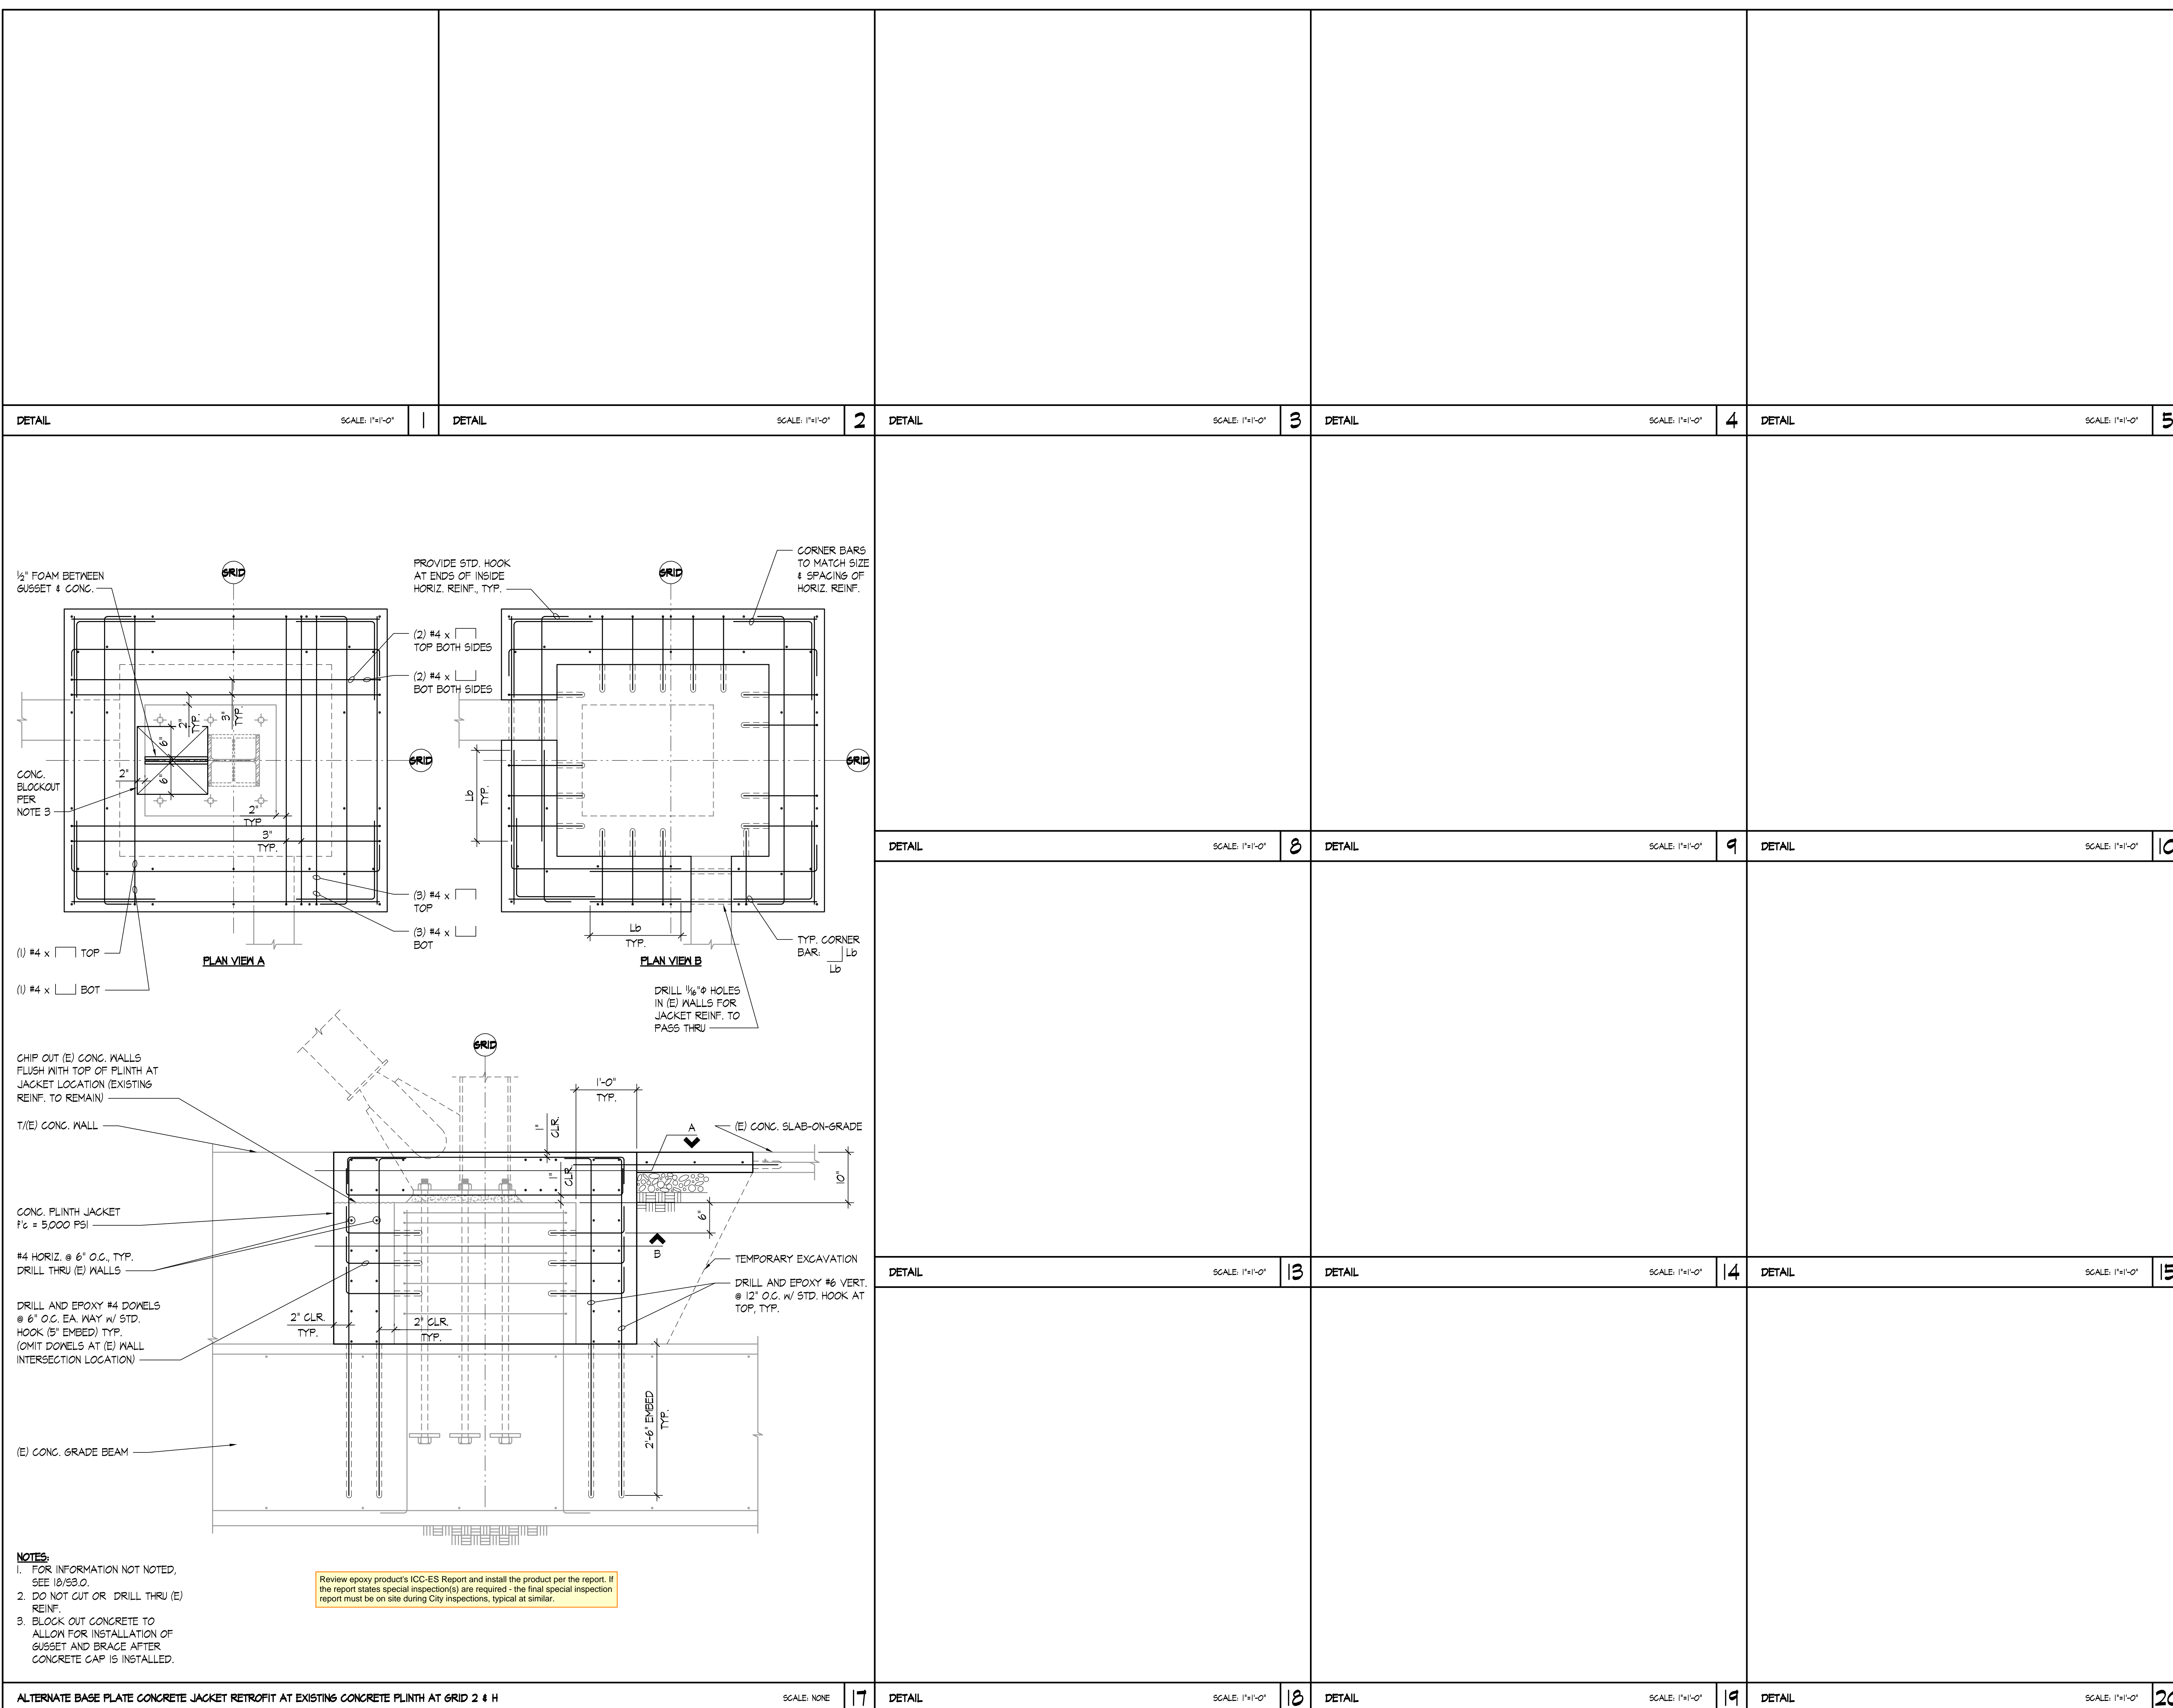 DETAIL SCALE: 1"=1'-0" 1
DETAIL SCALE: 1"=1'-0" 2
DETAIL SCALE: 1"=1'-0" 3
DETAIL SCALE: 1"=1'-0" 4
DETAIL SCALE: 1"=1'-0" 5
½" FOAM BETWEEN
GUSSET & CONC.
GRID
PROVIDE STD. HOOK
AT ENDS OF INSIDE
HORIZ. REINF., TYP.
GRID
CORNER BARS
TO MATCH SIZE
& SPACING OF
HORIZ. REINF.
(2) #4 x
TOP BOTH SIDES
(2) #4 x
BOT BOTH SIDES
2"
TYP.
3"
TYP.
6"
6"
2"
GRID
GRID
CONC.
BLOCKOUT
PER
NOTE 3
2"
TYP
3"
TYP.
Lb
TYP.
(3) #4 x
TOP
(3) #4 x
BOT
Lb
TYP.
TYP. CORNER
BAR: Lb
Lb
(1) #4 x TOP
(1) #4 x BOT
PLAN VIEW A
PLAN VIEW B
DRILL 11/16"Φ HOLES
IN (E) WALLS FOR
JACKET REINF. TO
PASS THRU
GRID
CHIP OUT (E) CONC. WALLS
FLUSH WITH TOP OF PLINTH AT
JACKET LOCATION (EXISTING
REINF. TO REMAIN)
T/(E) CONC. WALL
1'-0"
TYP.
1"
CLR.
A
(E) CONC. SLAB-ON-GRADE
1"
CLR.
10"
6"
B
CONC. PLINTH JACKET
f'c = 5,000 PSI
#4 HORIZ. @ 6" O.C., TYP.
DRILL THRU (E) WALLS
TEMPORARY EXCAVATION
DRILL AND EPOXY #6 VERT.
@ 12" O.C. W/ STD. HOOK AT
TOP, TYP.
DRILL AND EPOXY #4 DOWELS
@ 6" O.C. EA. WAY W/ STD.
HOOK (5" EMBED) TYP.
(OMIT DOWELS AT (E) WALL
INTERSECTION LOCATION)
2" CLR.
TYP.
2" CLR.
TYP.
2'-6" EMBED
TYP.
(E) CONC. GRADE BEAM
NOTES:
1. FOR INFORMATION NOT NOTED,
SEE 18/S3.0.
2. DO NOT CUT OR DRILL THRU (E)
REINF.
3. BLOCK OUT CONCRETE TO
ALLOW FOR INSTALLATION OF
GUSSET AND BRACE AFTER
CONCRETE CAP IS INSTALLED.
Review epoxy product's ICC-ES Report and install the product per the report. If
the report states special inspection(s) are required - the final special inspection
report must be on site during City inspections, typical at similar.
ALTERNATE BASE PLATE CONCRETE JACKET RETROFIT AT EXISTING CONCRETE PLINTH AT GRID 2 & H SCALE: NONE 17
DETAIL SCALE: 1"=1'-0" 8
DETAIL SCALE: 1"=1'-0" 9
DETAIL SCALE: 1"=1'-0" 10
DETAIL SCALE: 1"=1'-0" 13
DETAIL SCALE: 1"=1'-0" 14
DETAIL SCALE: 1"=1'-0" 15
DETAIL SCALE: 1"=1'-0" 18
DETAIL SCALE: 1"=1'-0" 19
DETAIL SCALE: 1"=1'-0" 20